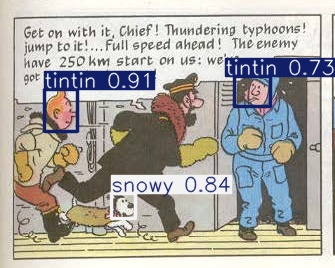 Get on with it, Chief! Thundering typhoons!
jump to it!...Full speed ahead! The enemy
have 250 km start on us: we
got
tintin 0.91
tintin 0.73
snowy 0.84